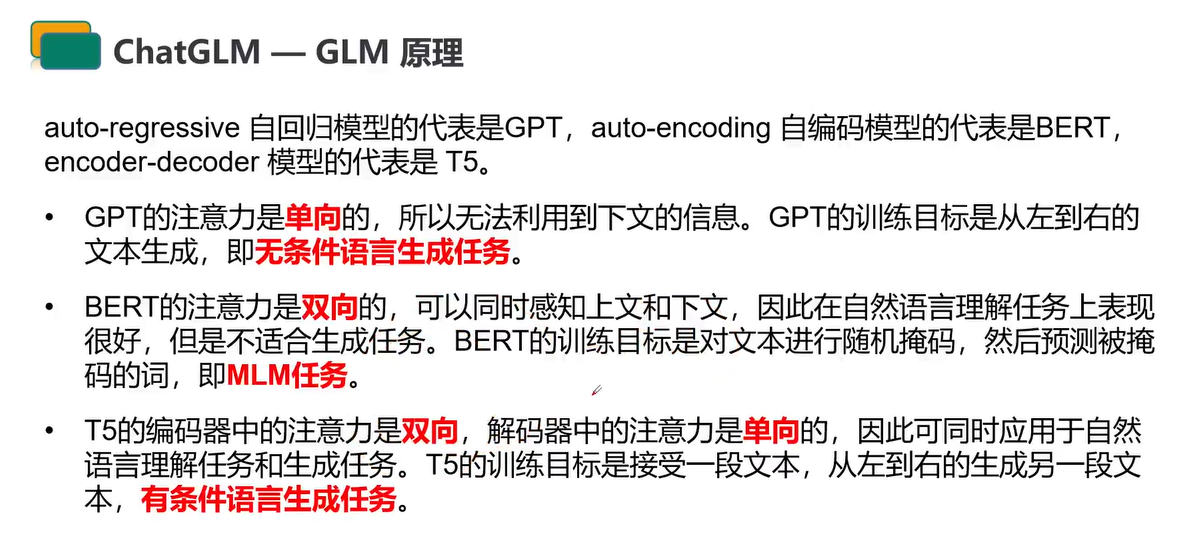 ChatGLM — GLM 原理
auto-regressive 自回归模型的代表是GPT，auto-encoding 自编码模型的代表是BERT，
encoder-decoder 模型的代表是 T5。
• GPT的注意力是单向的，所以无法利用到下文的信息。GPT的训练目标是从左到右的
文本生成，即无条件语言生成任务。
• BERT的注意力是双向的，可以同时感知上文和下文，因此在自然语言理解任务上表现
很好，但是不适合生成任务。BERT的训练目标是对文本进行随机掩码，然后预测被掩
码的词，即MLM任务。
• T5的编码器中的注意力是双向，解码器中的注意力是单向的，因此可同时应用于自然
语言理解任务和生成任务。T5的训练目标是接受一段文本，从左到右的生成另一段文
本，有条件语言生成任务。